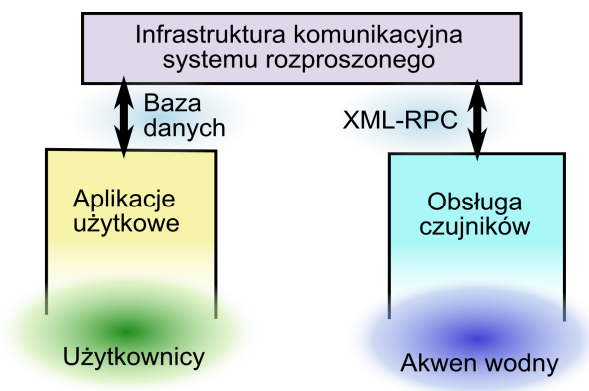 Infrastruktura komunikacyjna
systemu rozproszonego
Baza
danych
XML-RPC
Aplikacje
użytkowe
Obsługa
czujników
Użytkownicy
Akwen wodny